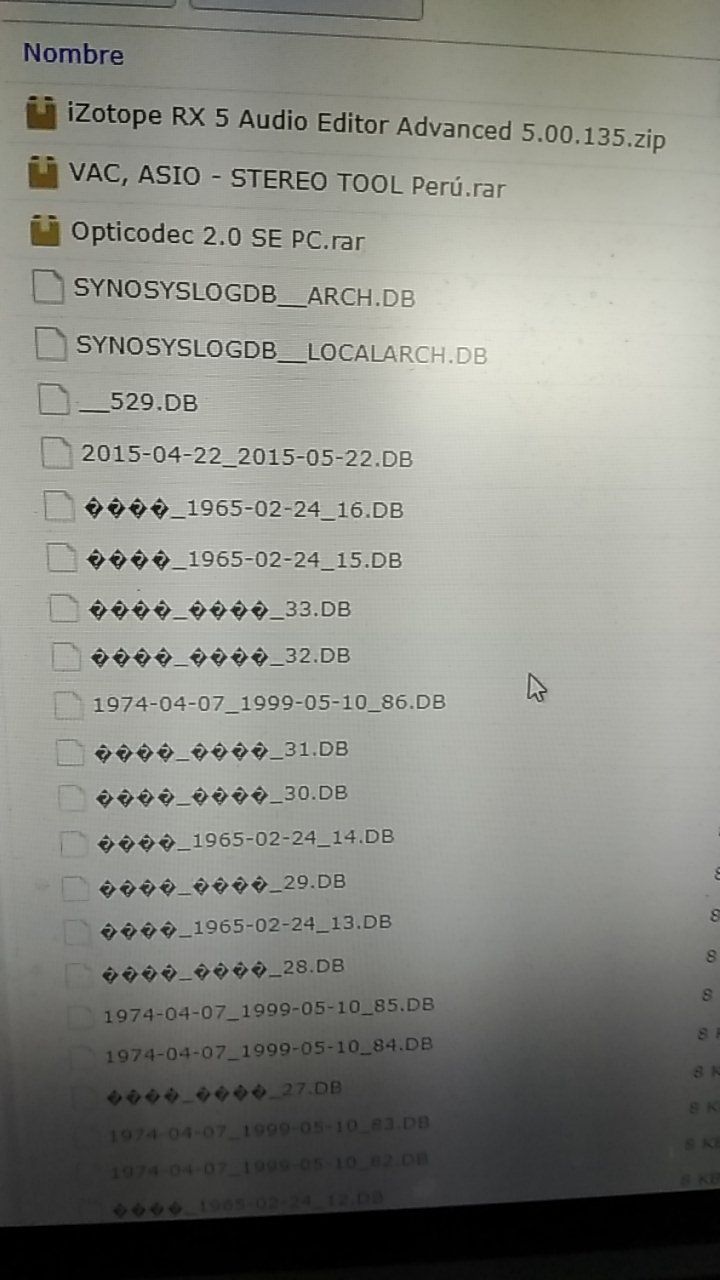 Nombre
iZotope RX 5 Audio Editor Advanced 5.00.135.zip
VAC, ASIO - STEREO TOOL Perú.rar
Opticodec 2.0 SE PC.rar
SYNOSYSLOGDB__ARCH.DB
SYNOSYSLOGDB__LOCALARCH.DB
__529.DB
2015-04-22_2015-05-22.DB
����_1965-02-24_16.DB
����_1965-02-24_15.DB
����_����_33.DB
����_����_32.DB
1974-04-07_1999-05-10_86.DB
����_����_31.DB
����_����_30.DB
����_1965-02-24_14.DB
����_����_29.DB
����_1965-02-24_13.DB
����_����_28.DB
1974-04-07_1999-05-10_85.DB
1974-04-07_1999-05-10_84.DB
����_����_27.DB
1974-04-07_1999-05-10_83.DB
1974-04-07_1999-05-10_82.DB
����_1965-02-24_12.DB
8
8
8
8
8 K
8 K
8 K
8 KB
8 KB